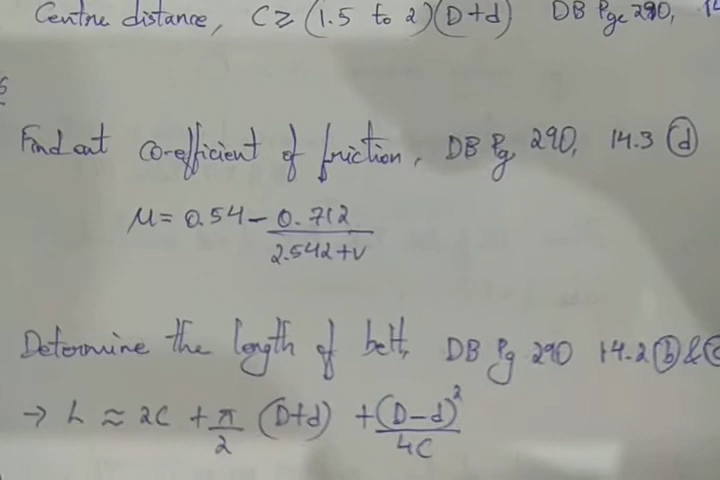 Centre distance, C ≥ (1.5 to 2)(D+d) DB Pge 290, 14
Find out co-efficient of friction, DB Pg 290, 14.3 ⓓ
μ = 0.54 - 0.712 / 2.542+V
Determine the length of belt, DB Pg 290 14.2 ⓑ & ⓒ
→ L ≈ 2C + π/2 (D+d) + (D-d)² / 4C